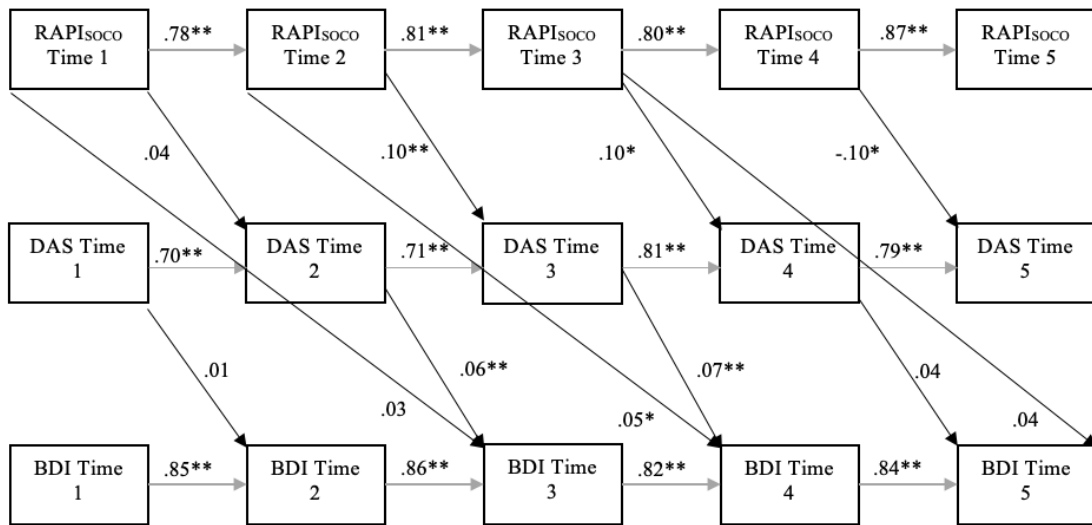 RAPISOCO
Time 1
.78**
RAPISOCO
Time 2
.81**
RAPISOCO
Time 3
.80**
RAPISOCO
Time 4
.87**
RAPISOCO
Time 5
.04
.10**
.10*
-.10*
DAS Time
1
.70**
DAS Time
2
.71**
DAS Time
3
.81**
DAS Time
4
.79**
DAS Time
5
.01
.06**
.07**
.04
.03
.05*
.04
BDI Time
1
.85**
BDI Time
2
.86**
BDI Time
3
.82**
BDI Time
4
.84**
BDI Time
5